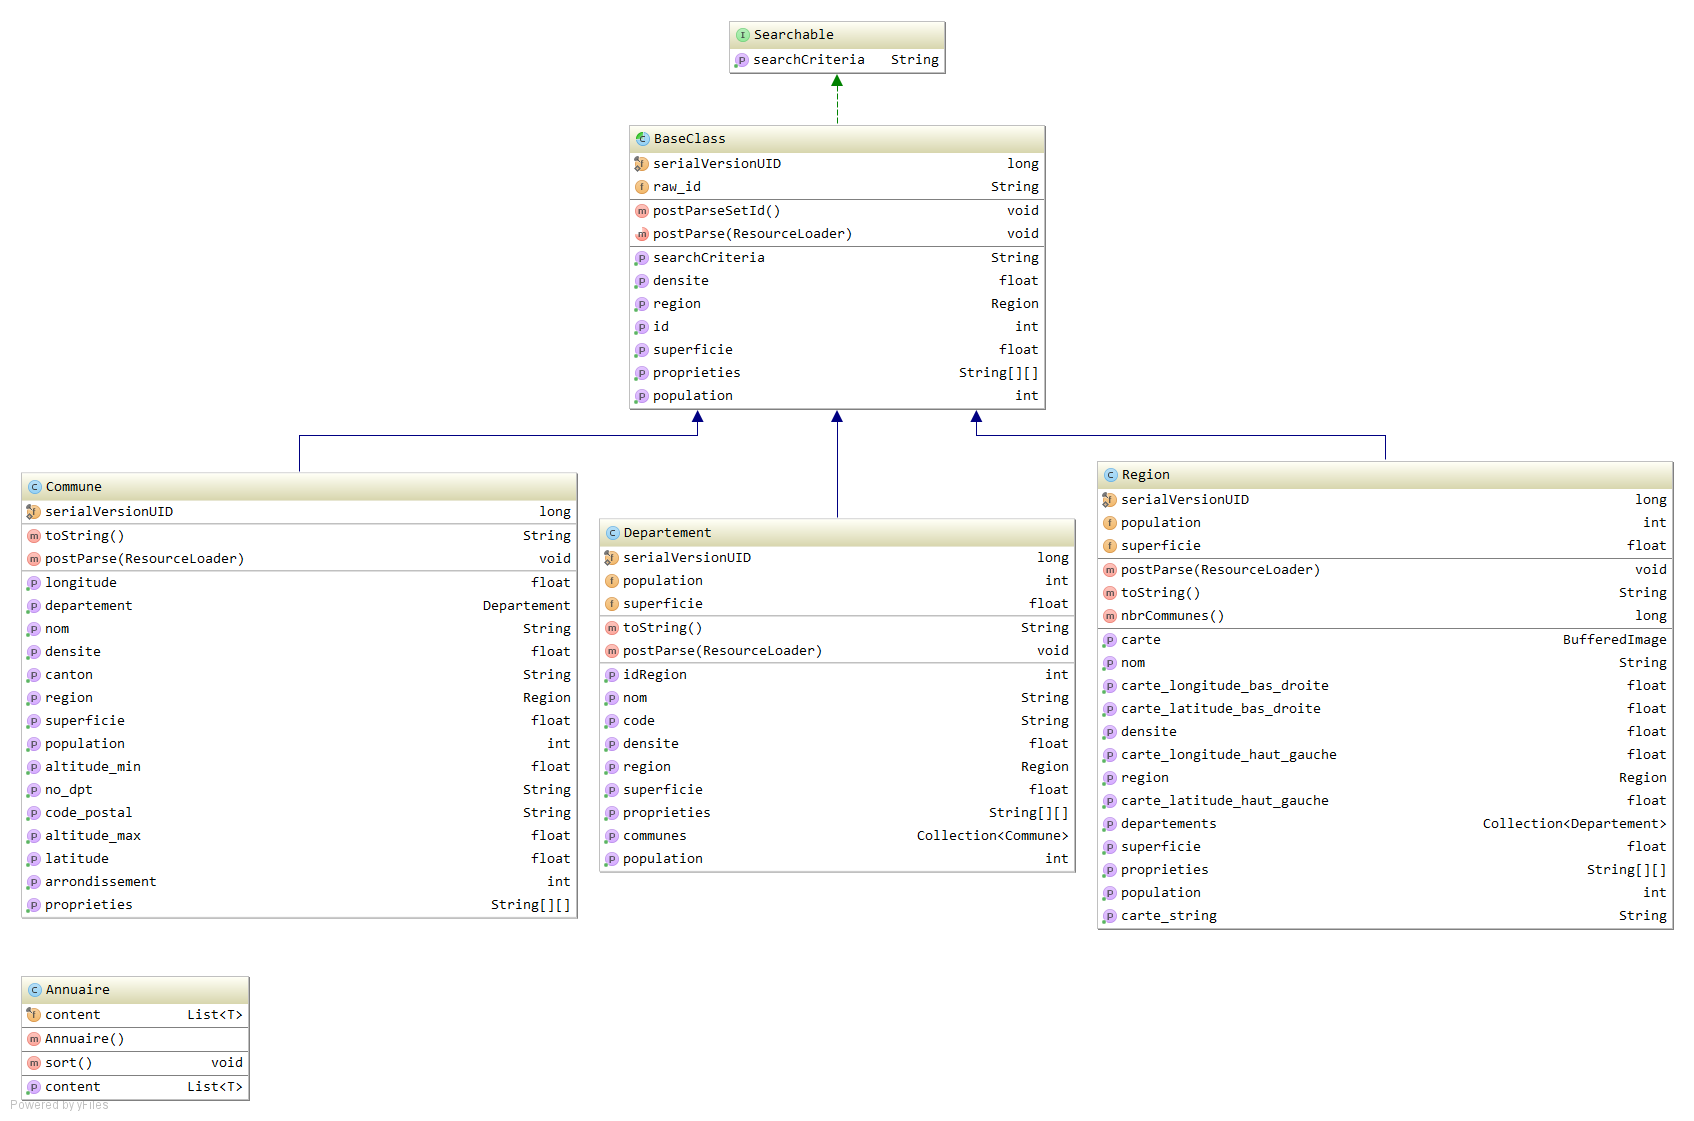 Searchable
searchCriteria String
BaseClass
serialVersionUID long
raw_id String
postParseSetId() void
postParse(ResourceLoader) void
searchCriteria String
densite float
region Region
id int
superficie float
proprieties String[][]
population int
Commune
serialVersionUID long
toString() String
postParse(ResourceLoader) void
longitude float
departement Departement
nom String
densite float
canton String
region Region
superficie float
population int
altitude_min float
no_dpt String
code_postal String
altitude_max float
latitude float
arrondissement int
proprieties String[][]
Departement
serialVersionUID long
population int
superficie float
toString() String
postParse(ResourceLoader) void
idRegion int
nom String
code String
densite float
region Region
superficie float
proprieties String[][]
communes Collection<Commune>
population int
Region
serialVersionUID long
population int
superficie float
postParse(ResourceLoader) void
toString() String
nbrCommunes() long
carte BufferedImage
nom String
carte_longitude_bas_droite float
carte_latitude_bas_droite float
densite float
carte_longitude_haut_gauche float
region Region
carte_latitude_haut_gauche float
departements Collection<Departement>
superficie float
proprieties String[][]
population int
carte_string String
Annuaire
content List<T>
Annuaire()
sort() void
content List<T>
Powered by yFiles